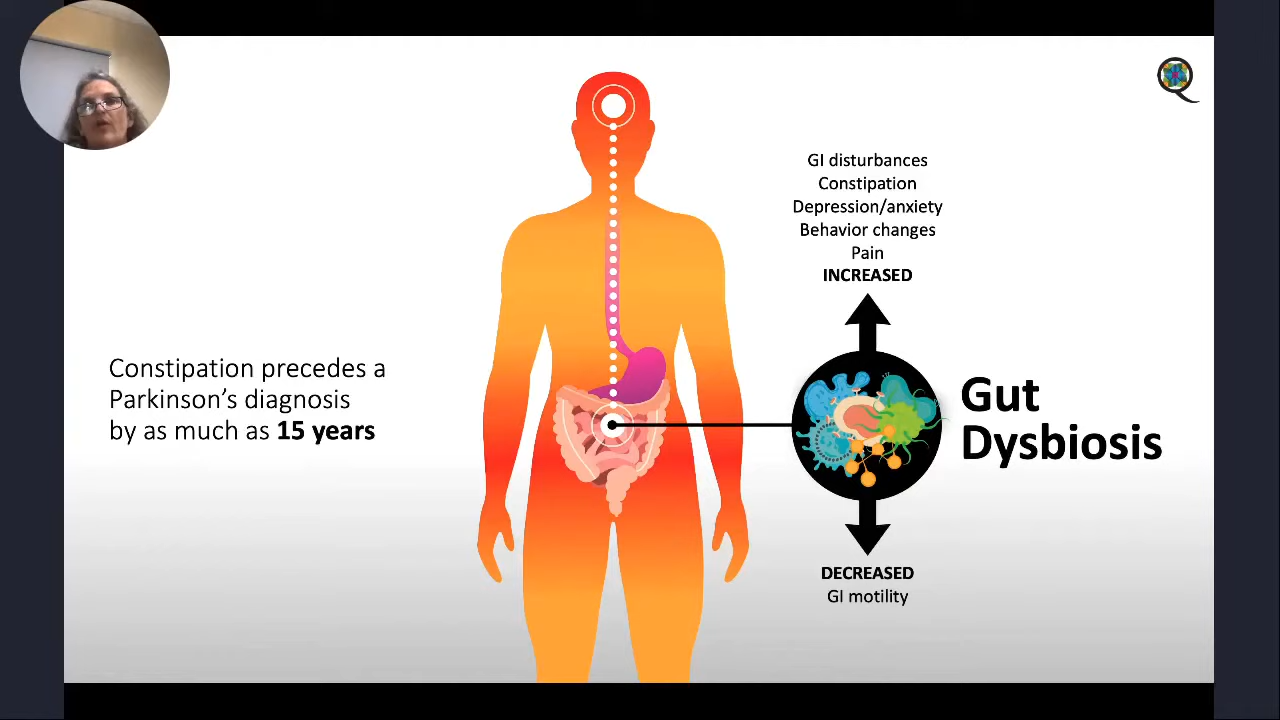 Constipation precedes a
Parkinson’s diagnosis
by as much as 15 years
GI disturbances
Constipation
Depression/anxiety
Behavior changes
Pain
INCREASED
Gut
Dysbiosis
DECREASED
GI motility